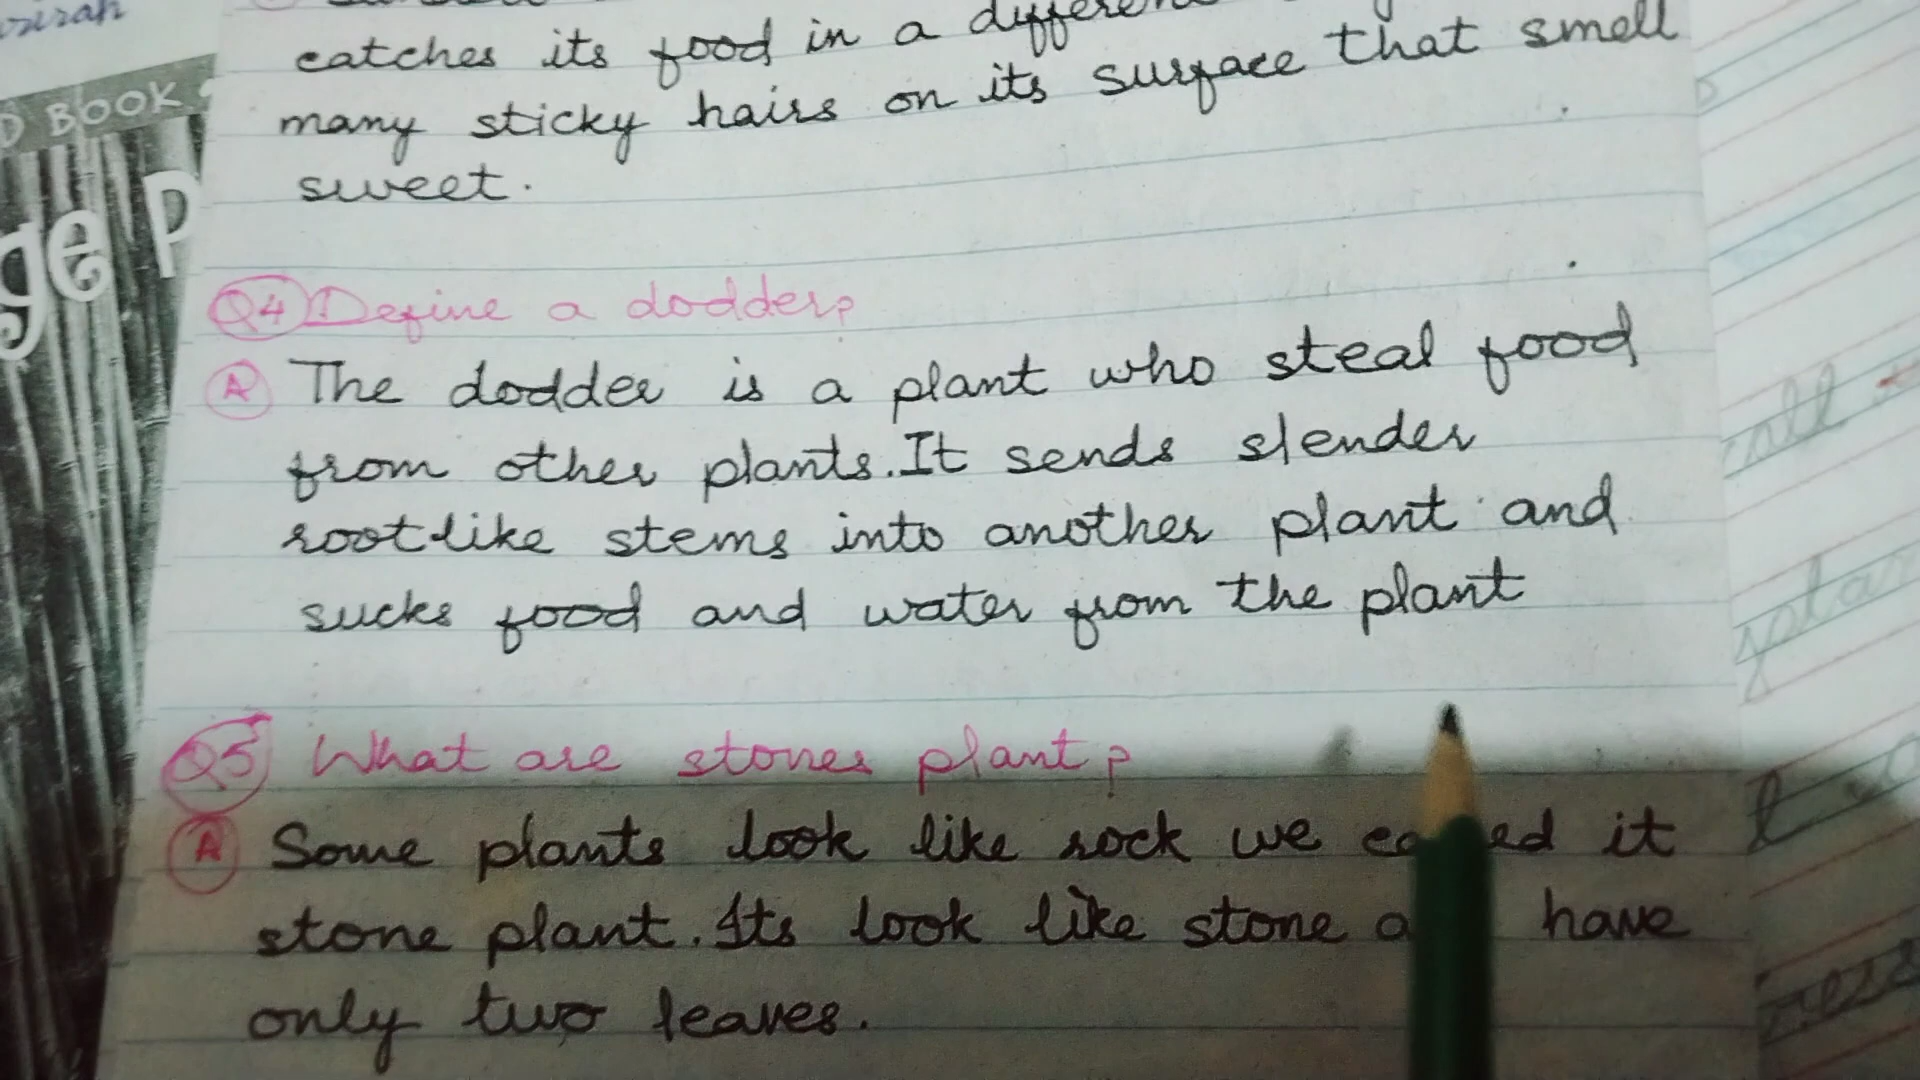 BOOK
ge P
catches its food in a
many sticky hairs on its surface that smell
sweet.
Q4 Define a dodder?
A The dodder is a plant who steal food
from other plants. It sends slender
rootlike stems into another plant and
sucks food and water from the plant
Q5 What are stones plant?
A Some plants look like rock we it
stone plant. Its look like stone have
only two leaves.